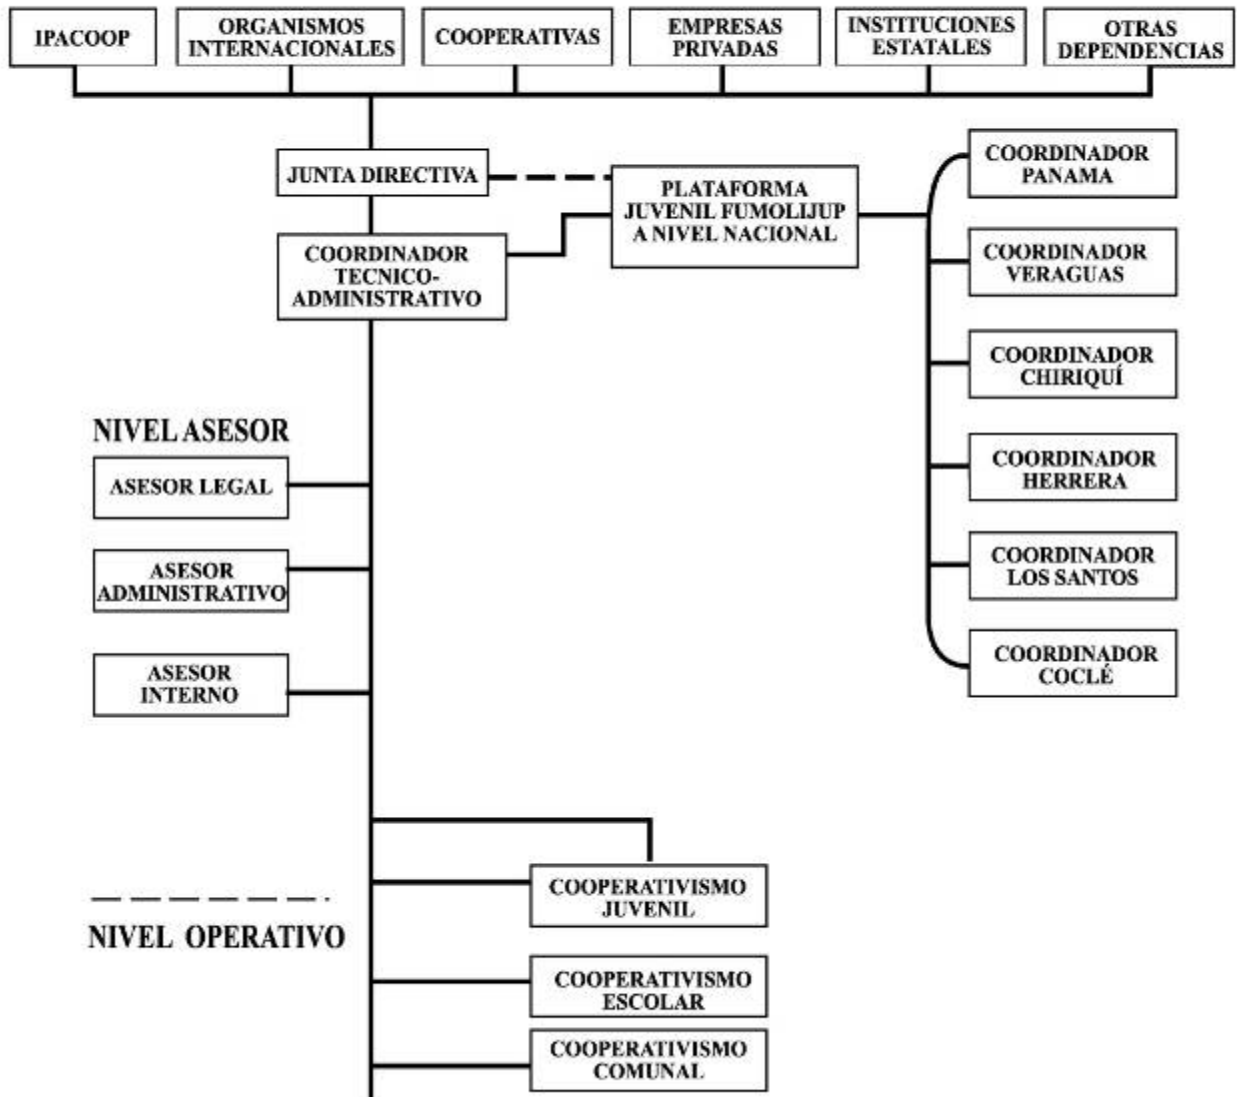 IPACOOP
ORGANISMOS
INTERNACIONALES
COOPERATIVAS
EMPRESAS
PRIVADAS
INSTITUCIONES
ESTATALES
OTRAS
DEPENDENCIAS
JUNTA DIRECTIVA
PLATAFORMA
JUVENIL FUMOLIJUP
A NIVEL NACIONAL
COORDINADOR
TECNICO-
ADMINISTRATIVO
COORDINADOR
PANAMA
COORDINADOR
VERAGUAS
COORDINADOR
CHIRIQUÍ
COORDINADOR
HERRERA
COORDINADOR
LOS SANTOS
COORDINADOR
COCLÉ
NIVEL ASESOR
ASESOR LEGAL
ASESOR
ADMINISTRATIVO
ASESOR
INTERNO
NIVEL OPERATIVO
COOPERATIVISMO
JUVENIL
COOPERATIVISMO
ESCOLAR
COOPERATIVISMO
COMUNAL